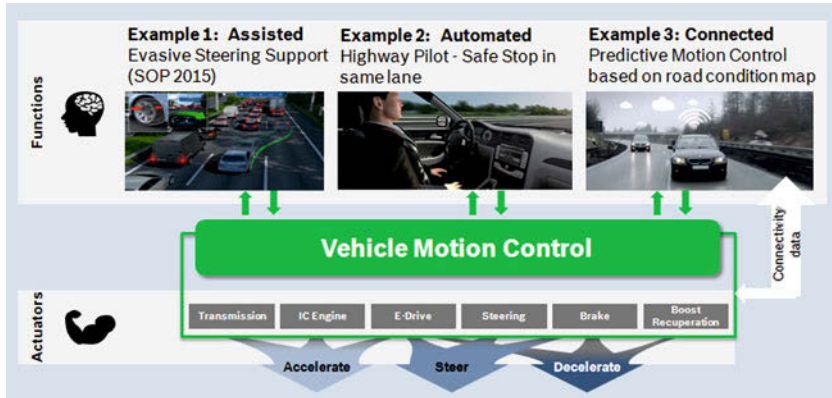 Example 1: Assisted
Evasive Steering Support
(SOP 2015)
Example 2: Automated
Highway Pilot - Safe Stop in
same lane
Example 3: Connected
Predictive Motion Control
based on road condition map
Functions
Vehicle Motion Control
Connectivity
data
Actuators
Transmission
IC Engine
E-Drive
Steering
Brake
Boost
Recuperation
Accelerate
Steer
Decelerate